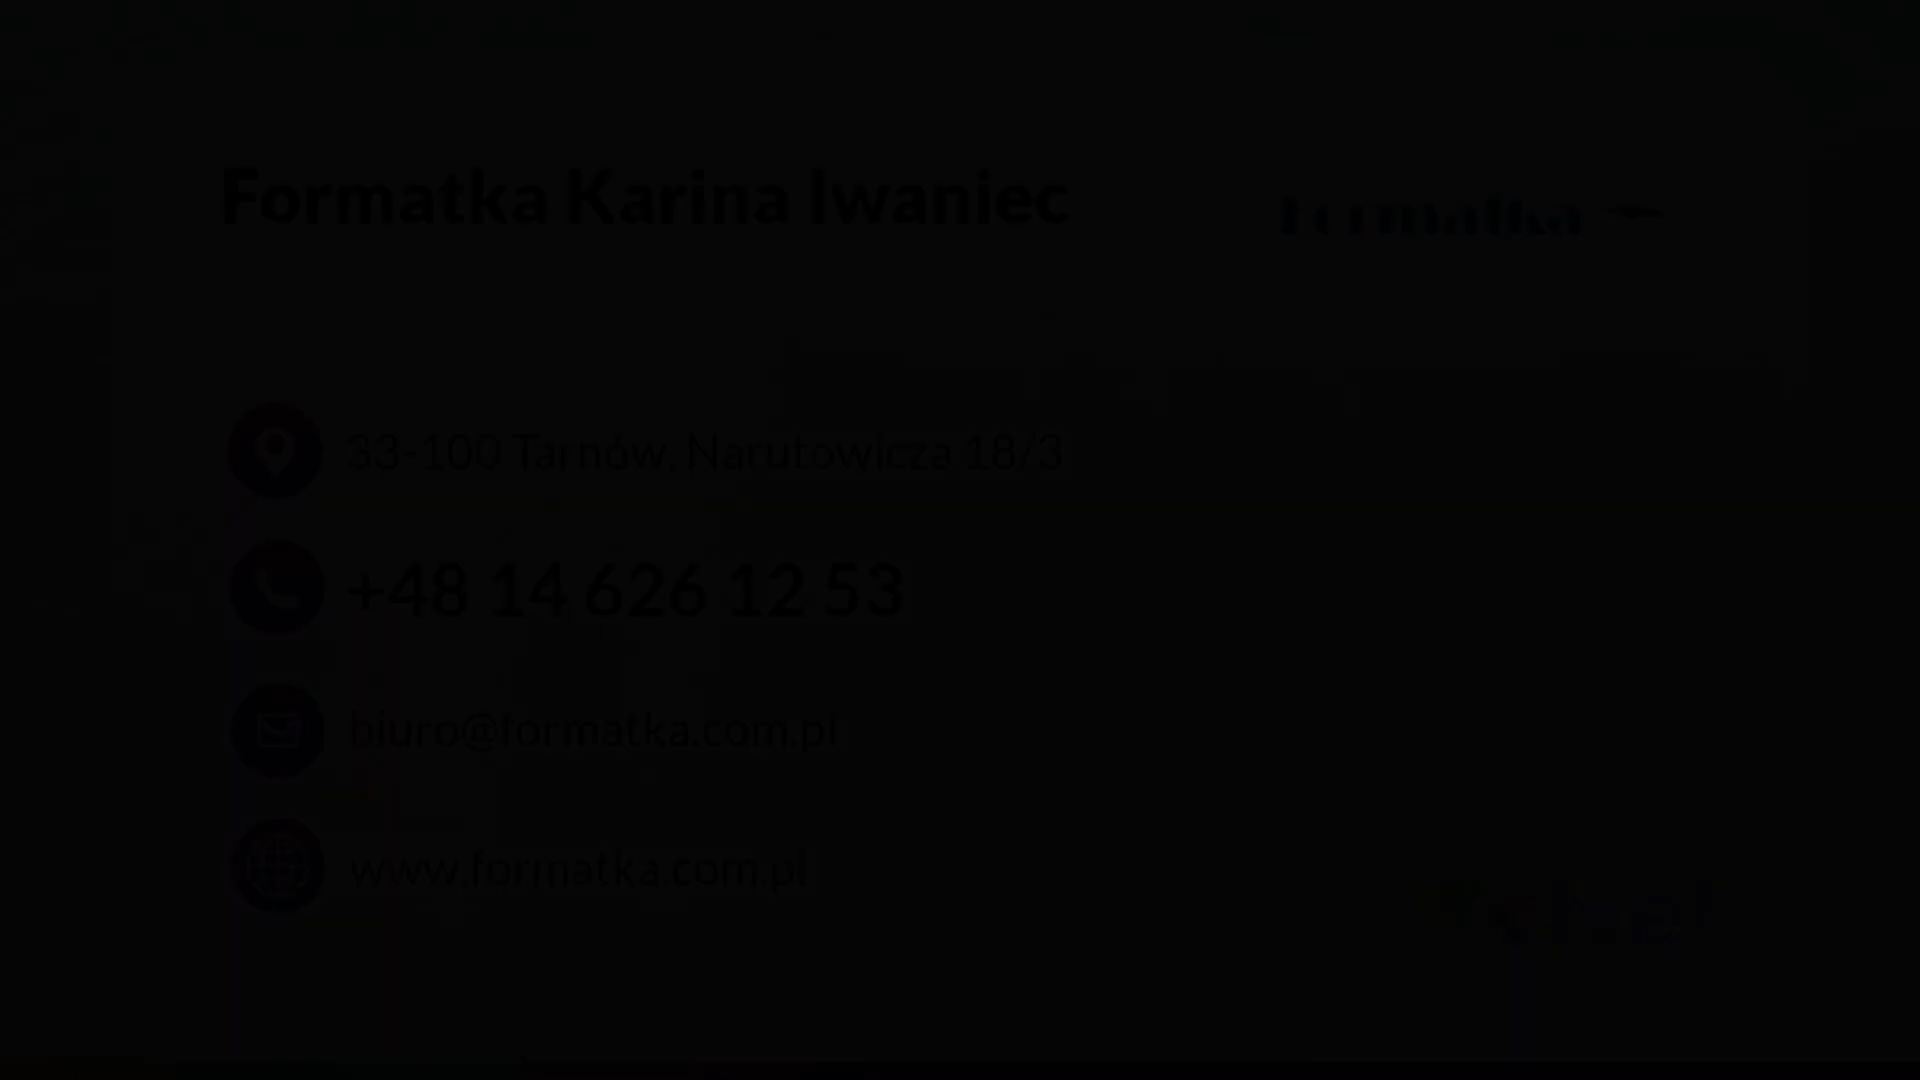 Formatka Karina Iwaniec
Formatka
33-100 Tarnów, Narutowicza 18/3
+48 14 626 12 53
biuro@formatka.com.pl
www.formatka.com.pl